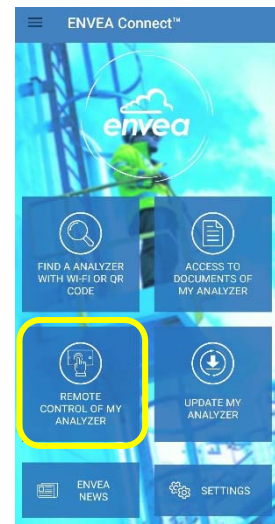 ENVEA Connect™
envea
FIND A ANALYZER
WITH WI-FI OR QR
CODE
ACCESS TO
DOCUMENTS OF
MY ANALYZER
REMOTE
CONTROL OF MY
ANALYZER
UPDATE MY
ANALYZER
ENVEA
NEWS
SETTINGS